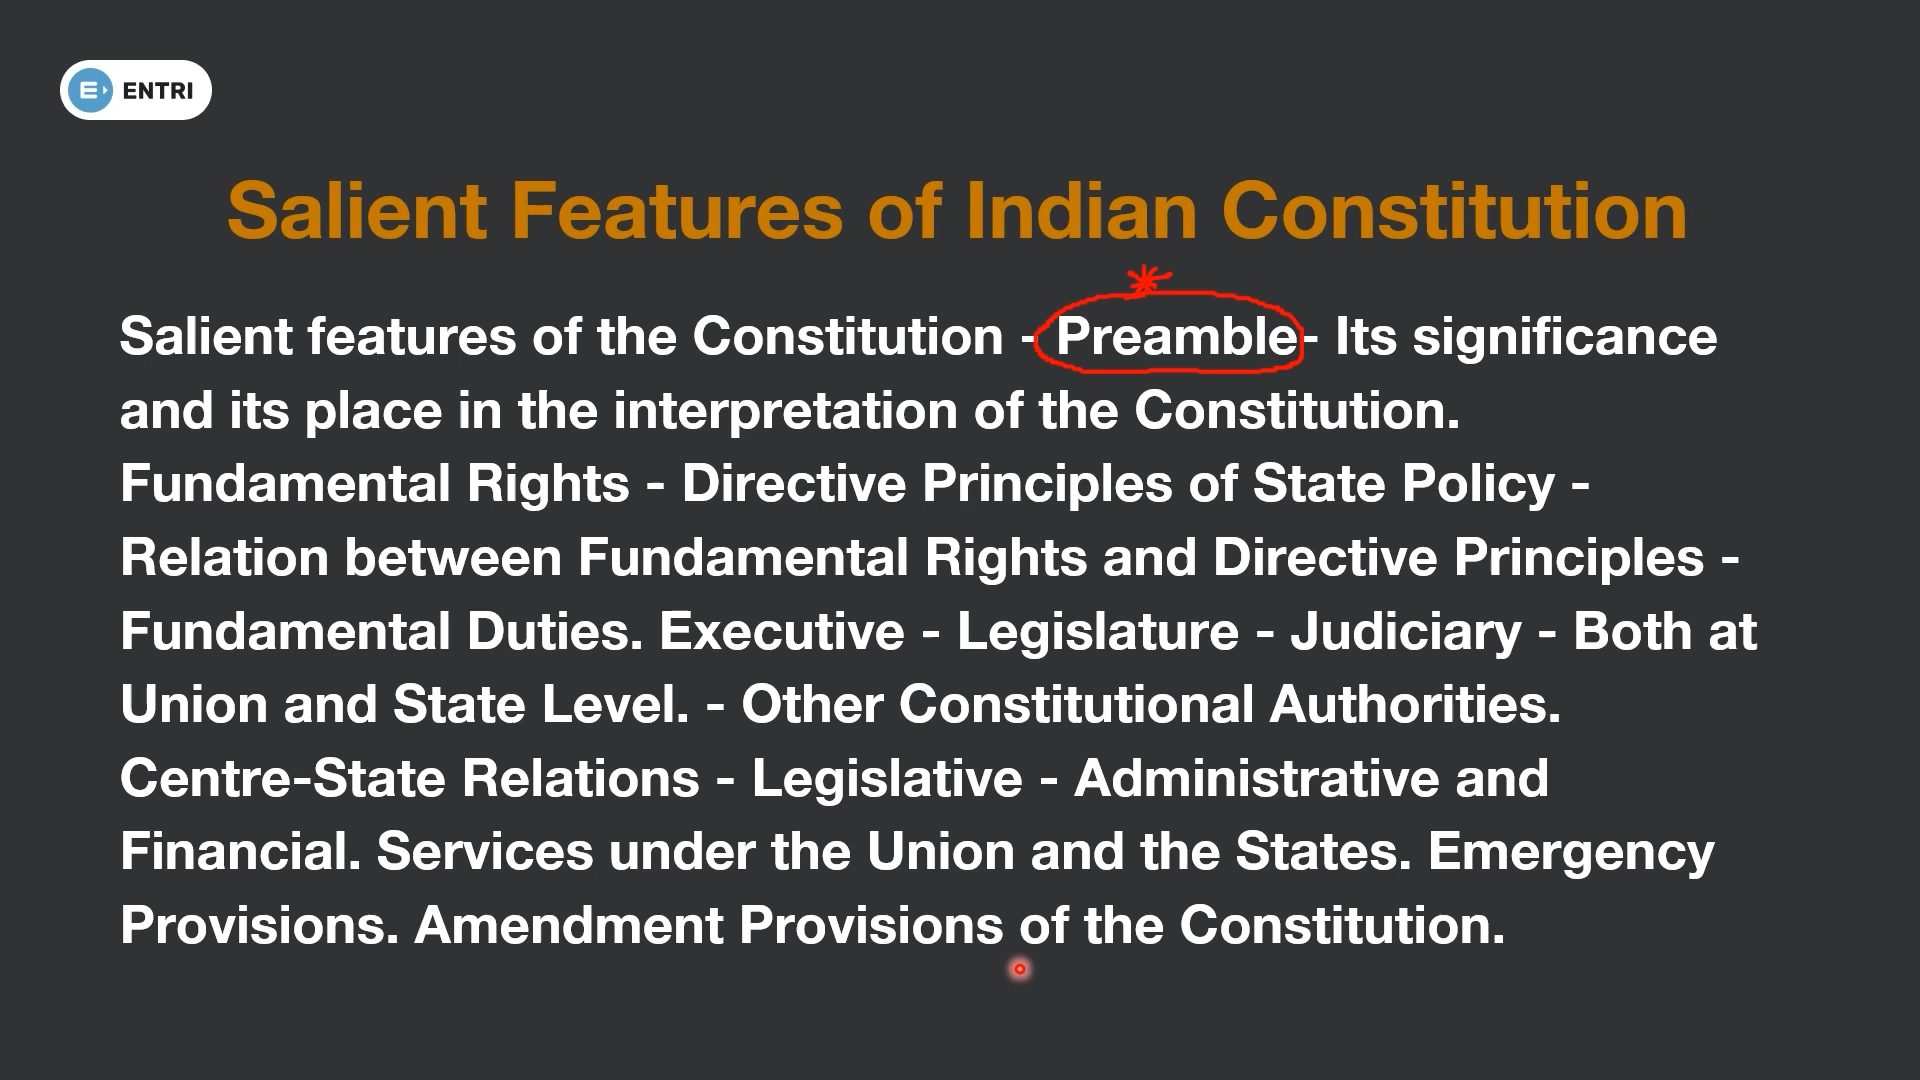 ENTRI
Salient Features of Indian Constitution
Salient features of the Constitution - Preamble - Its significance
and its place in the interpretation of the Constitution.
Fundamental Rights - Directive Principles of State Policy -
Relation between Fundamental Rights and Directive Principles -
Fundamental Duties. Executive - Legislature - Judiciary - Both at
Union and State Level. - Other Constitutional Authorities.
Centre-State Relations - Legislative - Administrative and
Financial. Services under the Union and the States. Emergency
Provisions. Amendment Provisions of the Constitution.